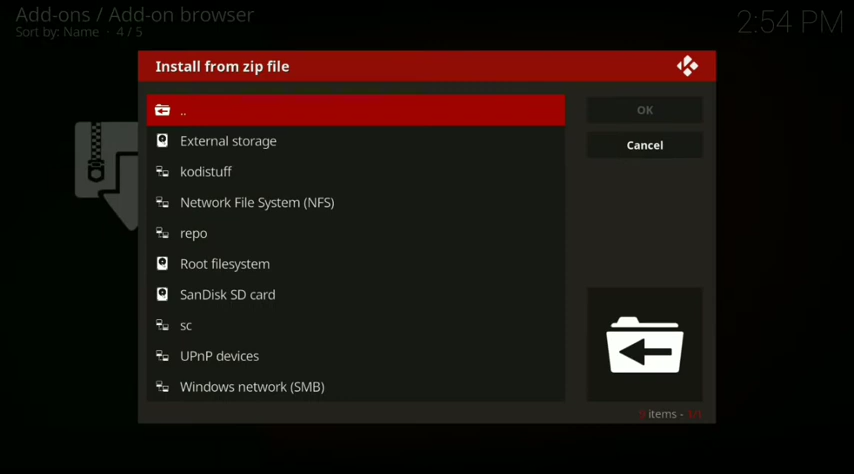 Add-ons / Add-on browser
Sort by: Name · 4 / 5
2:54 PM
Install from zip file
..
External storage
kodistuff
Network File System (NFS)
repo
Root filesystem
SanDisk SD card
sc
UPnP devices
Windows network (SMB)
OK
Cancel
9 items - 1/1